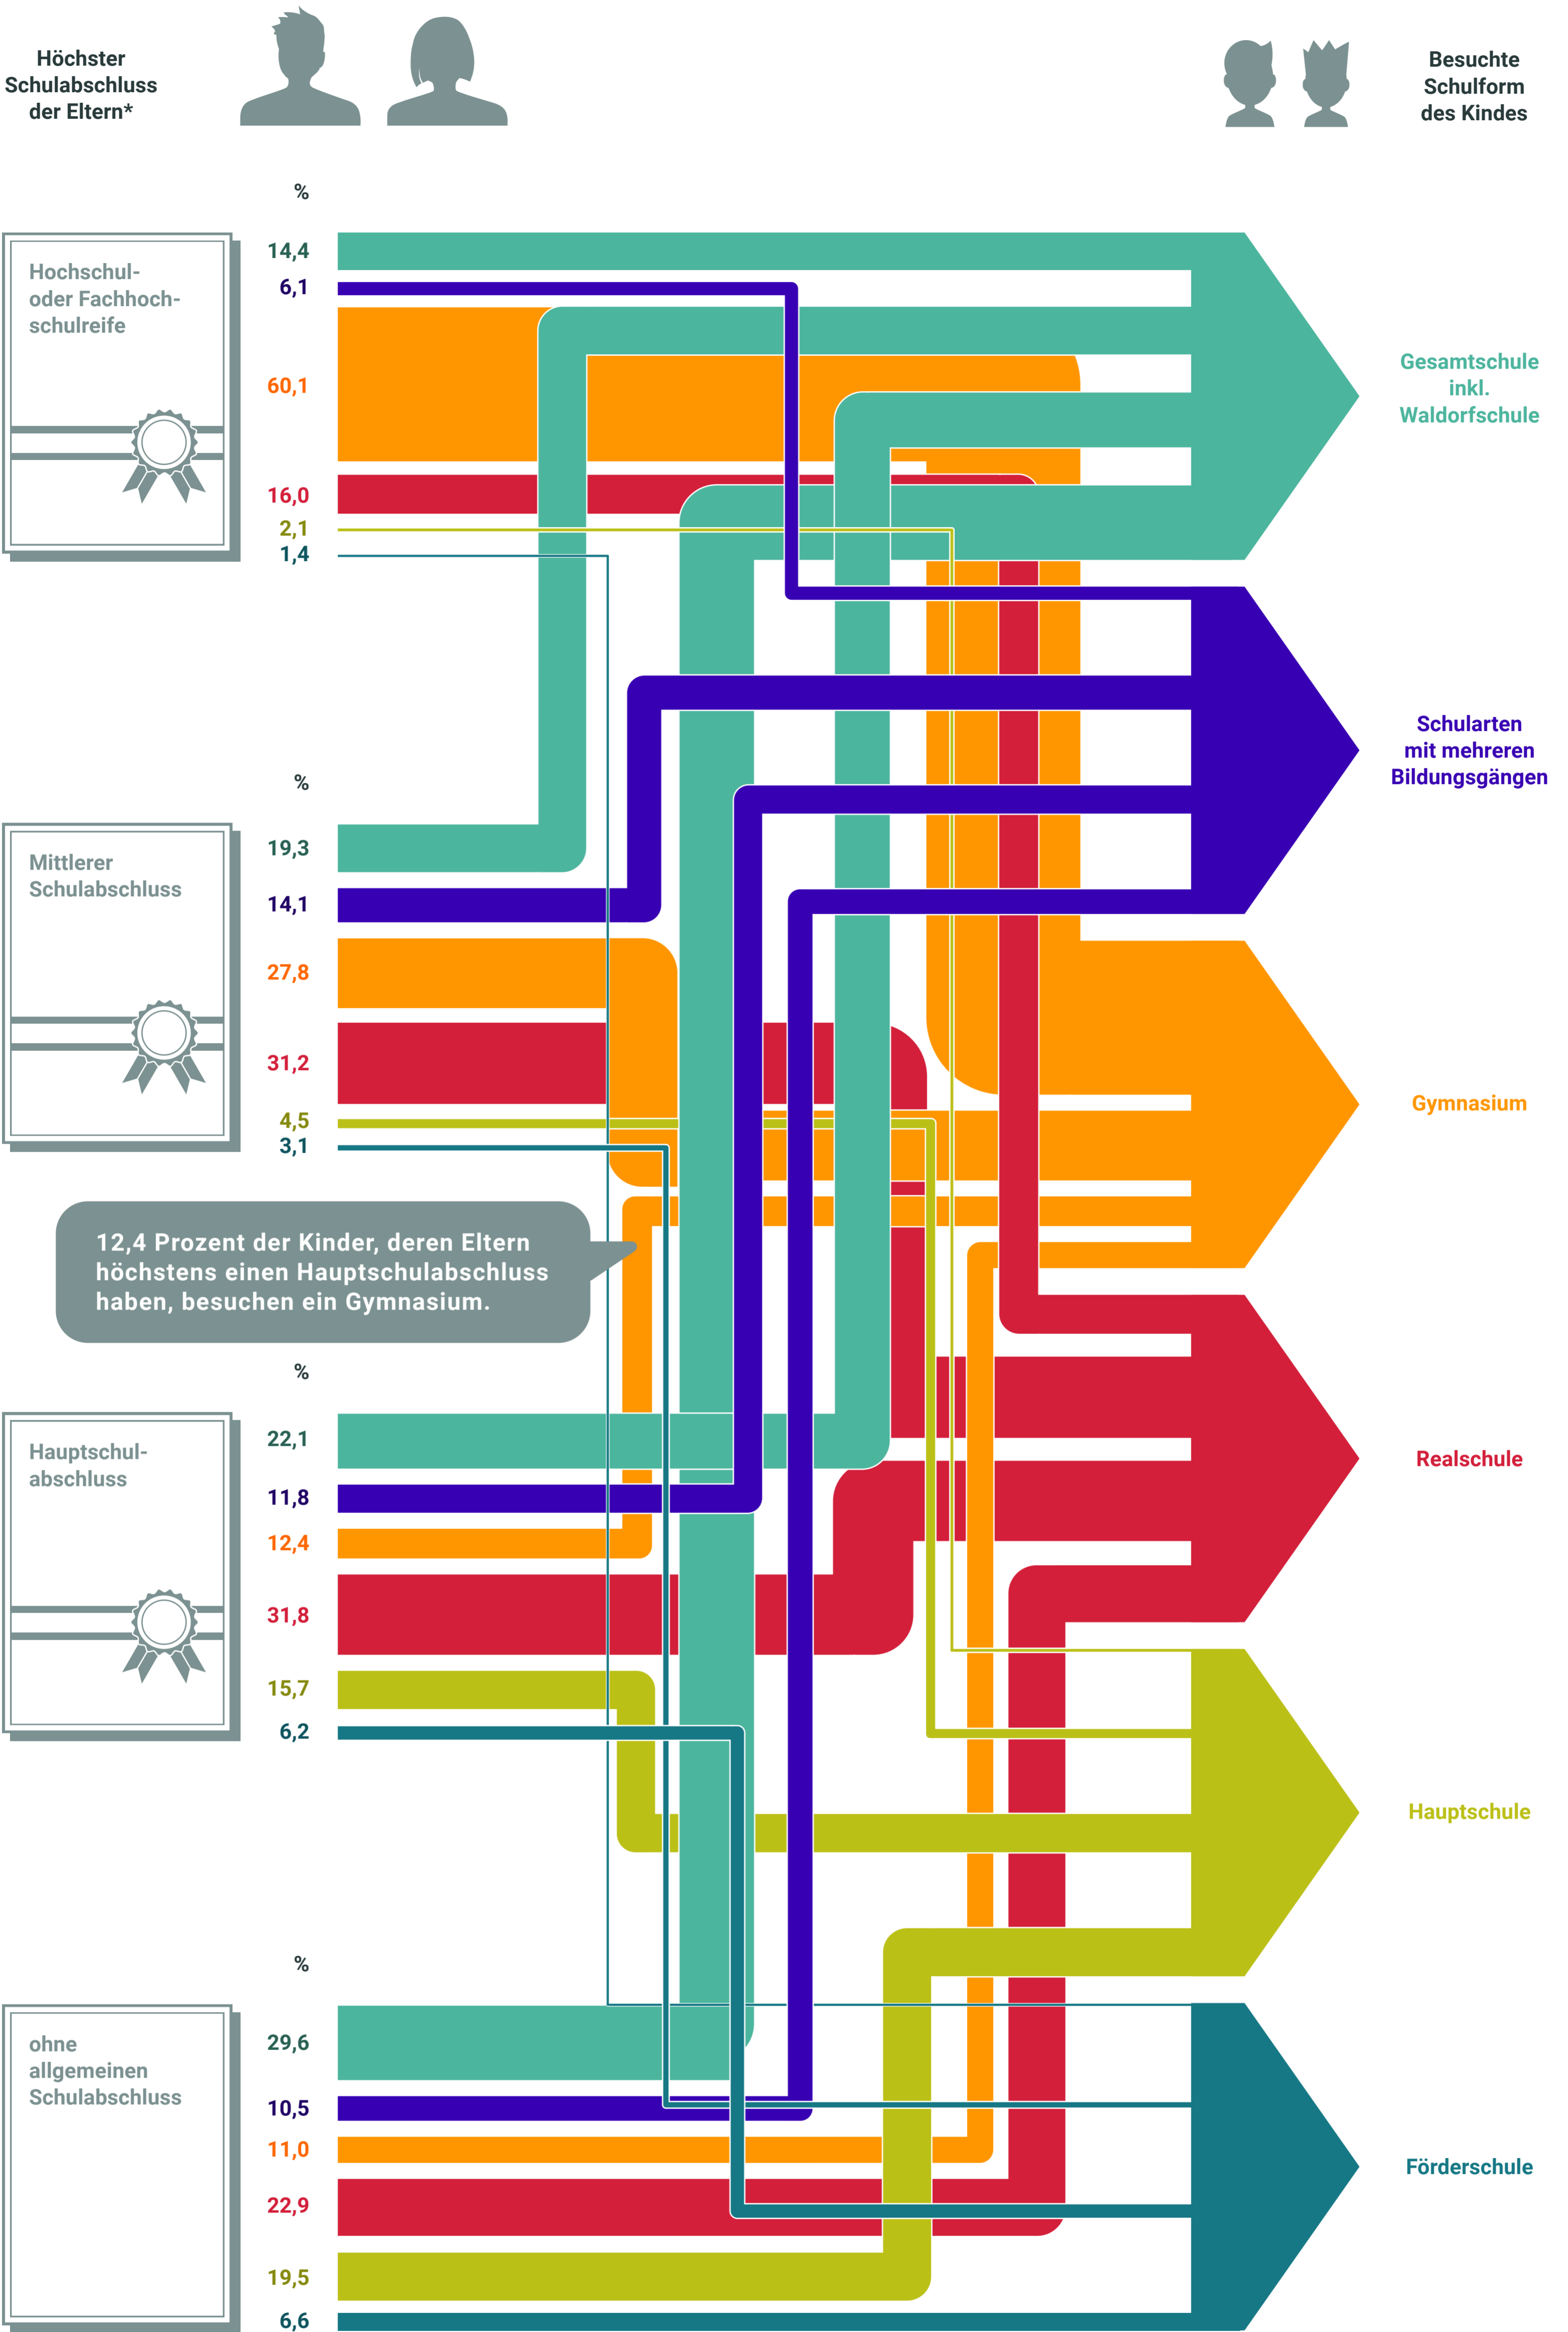 Höchster
Schulabschluss
der Eltern*
Besuchte
Schulform
des Kindes
%
Hochschul-
oder Fachhoch-
schulreife
14,4
6,1
60,1
16,0
2,1
1,4
Gesamtschule
inkl.
Waldorfschule
Schularten
mit mehreren
Bildungsgängen
%
Mittlerer
Schulabschluss
19,3
14,1
27,8
31,2
4,5
3,1
Gymnasium
12,4 Prozent der Kinder, deren Eltern
höchstens einen Hauptschulabschluss
haben, besuchen ein Gymnasium.
%
Hauptschul-
abschluss
22,1
11,8
12,4
31,8
15,7
6,2
Realschule
Hauptschule
%
ohne
allgemeinen
Schulabschluss
29,6
10,5
11,0
22,9
19,5
6,6
Förderschule